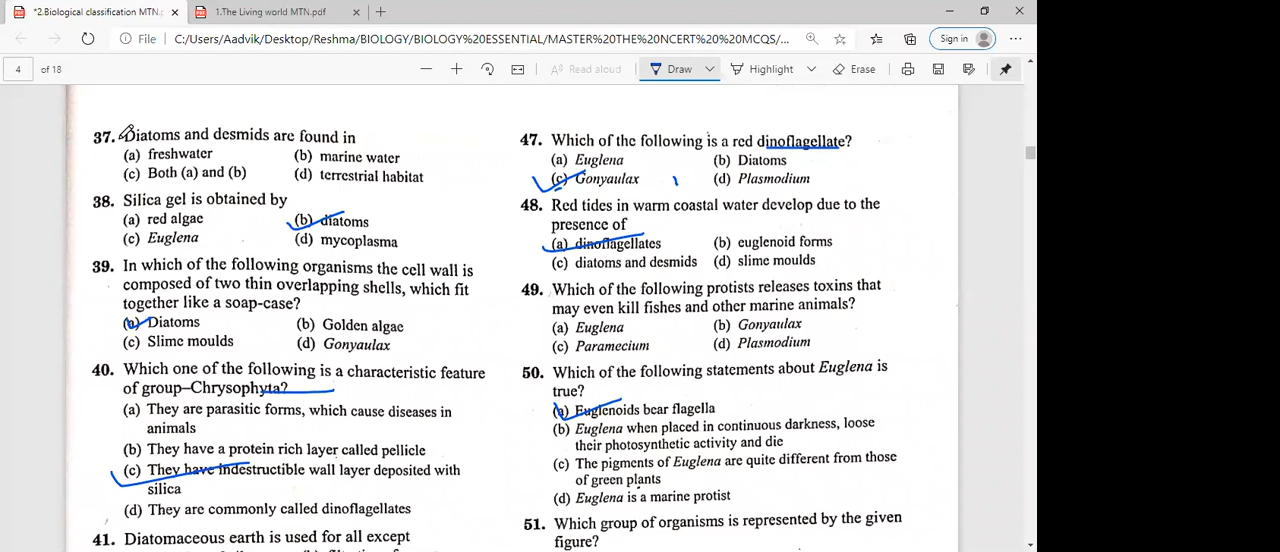 *2.Biological classification MTN.p
1.The Living world MTN.pdf
File
C:/Users/Aadvik/Desktop/Reshma/BIOLOGY/BIOLOGY%20ESSENTIAL/MASTER%20THE%20NCERT%20%20MCQS/...
Sign in
4 of 18
Read aloud
Draw
Highlight
Erase
37. Diatoms and desmids are found in
(a) freshwater (b) marine water
(c) Both (a) and (b) (d) terrestrial habitat
38. Silica gel is obtained by
(a) red algae (b) diatoms
(c) Euglena (d) mycoplasma
39. In which of the following organisms the cell wall is
composed of two thin overlapping shells, which fit
together like a soap-case?
(a) Diatoms (b) Golden algae
(c) Slime moulds (d) Gonyaulax
40. Which one of the following is a characteristic feature
of group–Chrysophyta?
(a) They are parasitic forms, which cause diseases in
animals
(b) They have a protein rich layer called pellicle
(c) They have indestructible wall layer deposited with
silica
(d) They are commonly called dinoflagellates
41. Diatomaceous earth is used for all except
47. Which of the following is a red dinoflagellate?
(a) Euglena (b) Diatoms
(c) Gonyaulax (d) Plasmodium
48. Red tides in warm coastal water develop due to the
presence of
(a) dinoflagellates (b) euglenoid forms
(c) diatoms and desmids (d) slime moulds
49. Which of the following protists releases toxins that
may even kill fishes and other marine animals?
(a) Euglena (b) Gonyaulax
(c) Paramecium (d) Plasmodium
50. Which of the following statements about Euglena is
true?
(a) Euglenoids bear flagella
(b) Euglena when placed in continuous darkness, loose
their photosynthetic activity and die
(c) The pigments of Euglena are quite different from those
of green plants
(d) Euglena is a marine protist
51. Which group of organisms is represented by the given
figure?